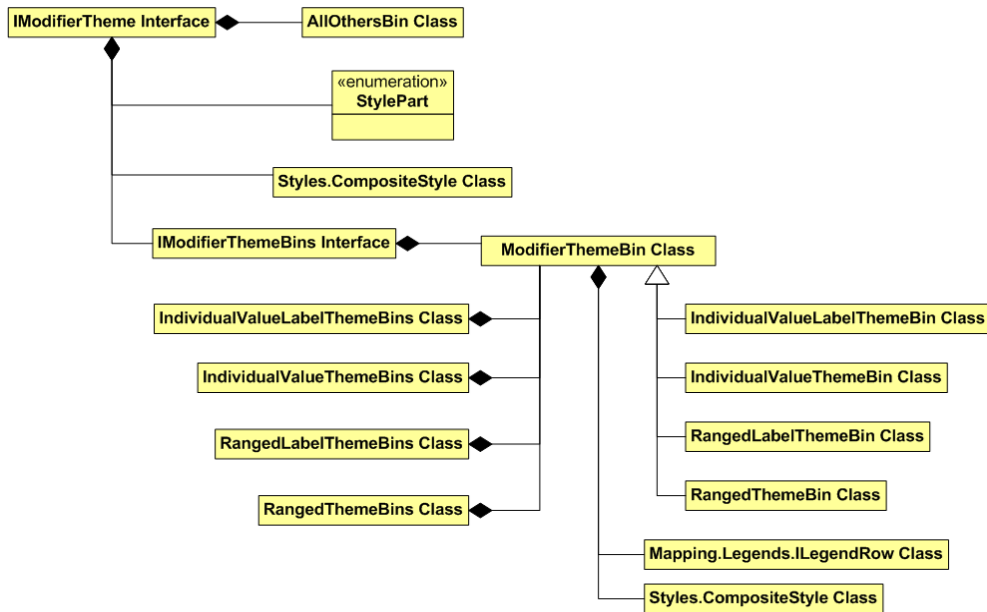 IModifierTheme Interface
AllOthersBin Class
«enumeration»
StylePart
Styles.CompositeStyle Class
IModifierThemeBins Interface
ModifierThemeBin Class
IndividualValueLabelThemeBins Class
IndividualValueLabelThemeBin Class
IndividualValueThemeBins Class
IndividualValueThemeBin Class
RangedLabelThemeBins Class
RangedLabelThemeBin Class
RangedThemeBins Class
RangedThemeBin Class
Mapping.Legends.ILegendRow Class
Styles.CompositeStyle Class